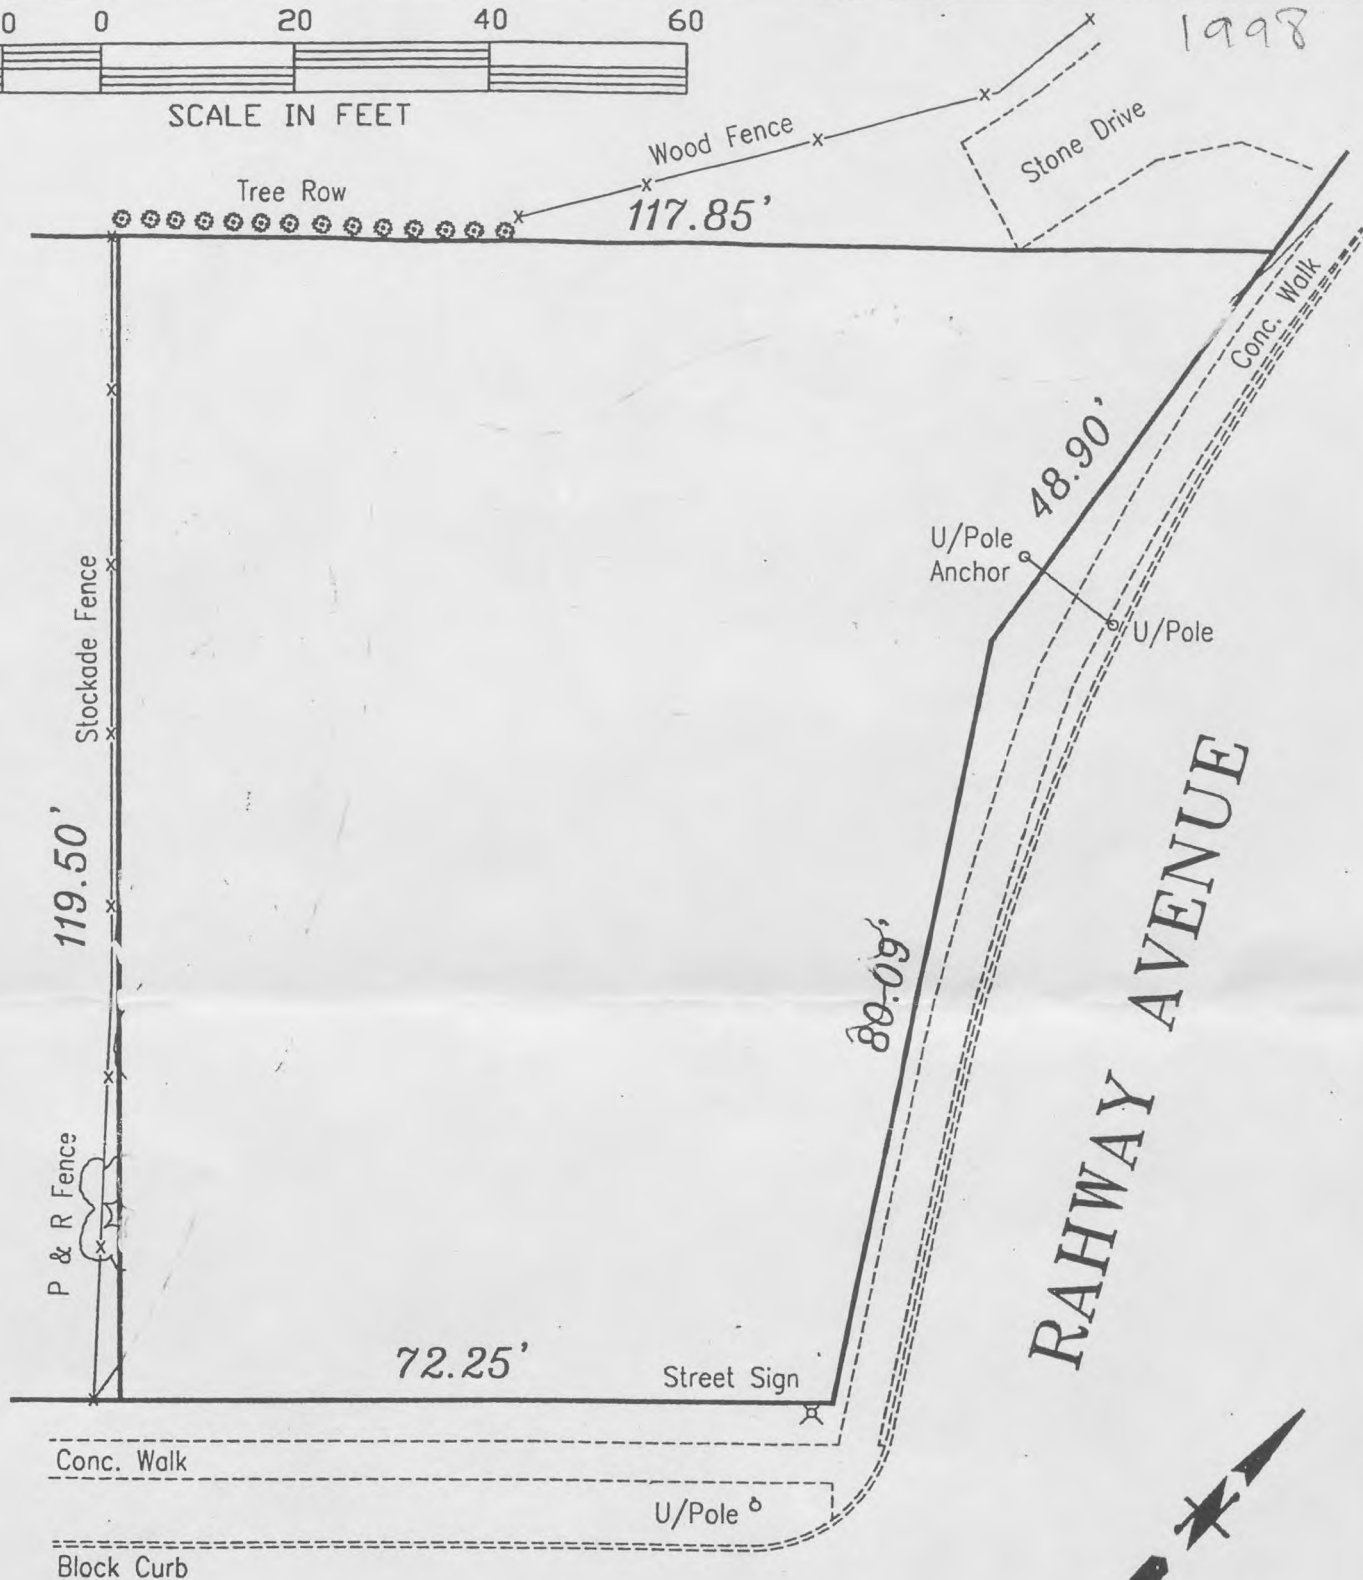 0 0 20 40 60
1998
SCALE IN FEET
Wood Fence
Stone Drive
Tree Row
117.85'
Conc. Walk
48.90'
U/Pole
Anchor
U/Pole
Stockade Fence
119.50'
80.09'
RAHWAY AVENUE
P & R Fence
72.25'
Street Sign
Conc. Walk
U/Pole
Block Curb